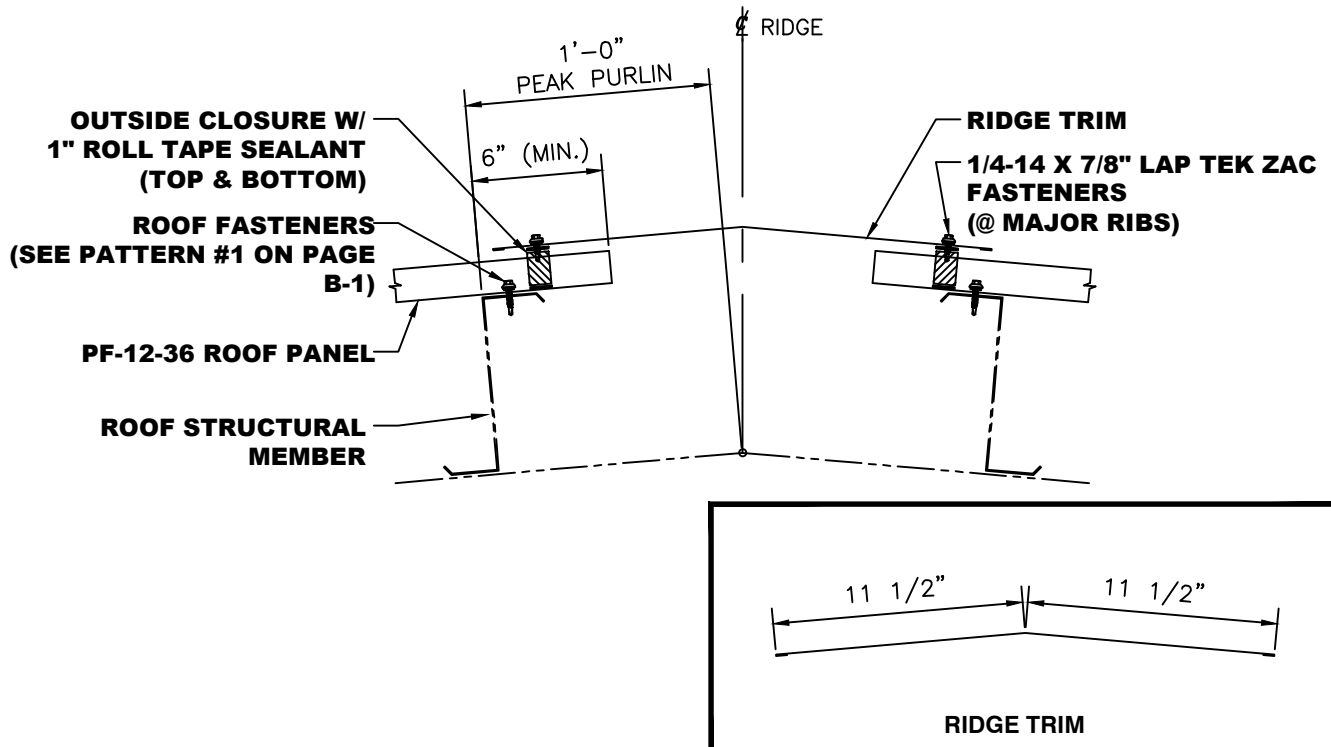 ℄ RIDGE
1'-0"
PEAK PURLIN
OUTSIDE CLOSURE W/
1" ROLL TAPE SEALANT
(TOP & BOTTOM)
6" (MIN.)
RIDGE TRIM
1/4-14 X 7/8" LAP TEK ZAC
FASTENERS
(@ MAJOR RIBS)
ROOF FASTENERS
(SEE PATTERN #1 ON PAGE
B-1)
PF-12-36 ROOF PANEL
ROOF STRUCTURAL
MEMBER
11 1/2"
11 1/2"
RIDGE TRIM